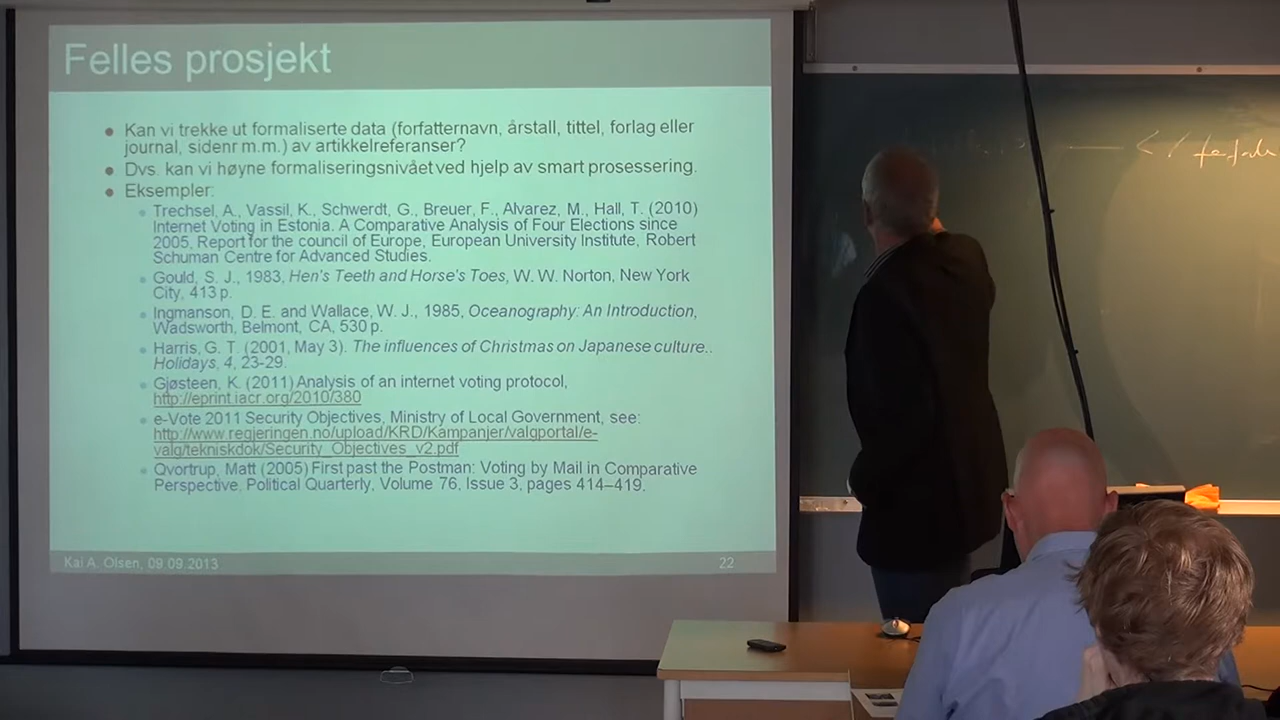 Felles prosjekt
Kan vi trekke ut formaliserte data (forfatternavn, årstall, tittel, forlag eller
journal, sidenr m.m.) av artikkelreferanser?
Dvs. kan vi høyne formaliseringsnivået ved hjelp av smart prosessering.
Eksempler:
Trechsel, A., Vassil, K., Schwerdt, G., Breuer, F., Alvarez, M., Hall, T. (2010)
Internet Voting in Estonia. A Comparative Analysis of Four Elections since
2005, Report for the council of Europe, European University Institute, Robert
Schuman Centre for Advanced Studies.
Gould, S. J., 1983, Hen's Teeth and Horse's Toes, W. W. Norton, New York
City, 413 p.
Ingmanson, D. E. and Wallace, W. J., 1985, Oceanography: An Introduction,
Wadsworth, Belmont, CA, 530 p.
Harris, G. T. (2001, May 3). The influences of Christmas on Japanese culture..
Holidays, 4, 23-29.
Gjøsteen, K. (2011) Analysis of an internet voting protocol,
http://eprint.iacr.org/2010/380
e-Vote 2011 Security Objectives, Ministry of Local Government, see:
http://www.regjeringen.no/upload/KRD/Kampanjer/valgportal/e-
valg/tekniskdok/Security_Objectives_v2.pdf
Qvortrup, Matt (2005) First past the Postman: Voting by Mail in Comparative
Perspective, Political Quarterly, Volume 76, Issue 3, pages 414–419.
Kai A. Olsen, 09.09.2013
22